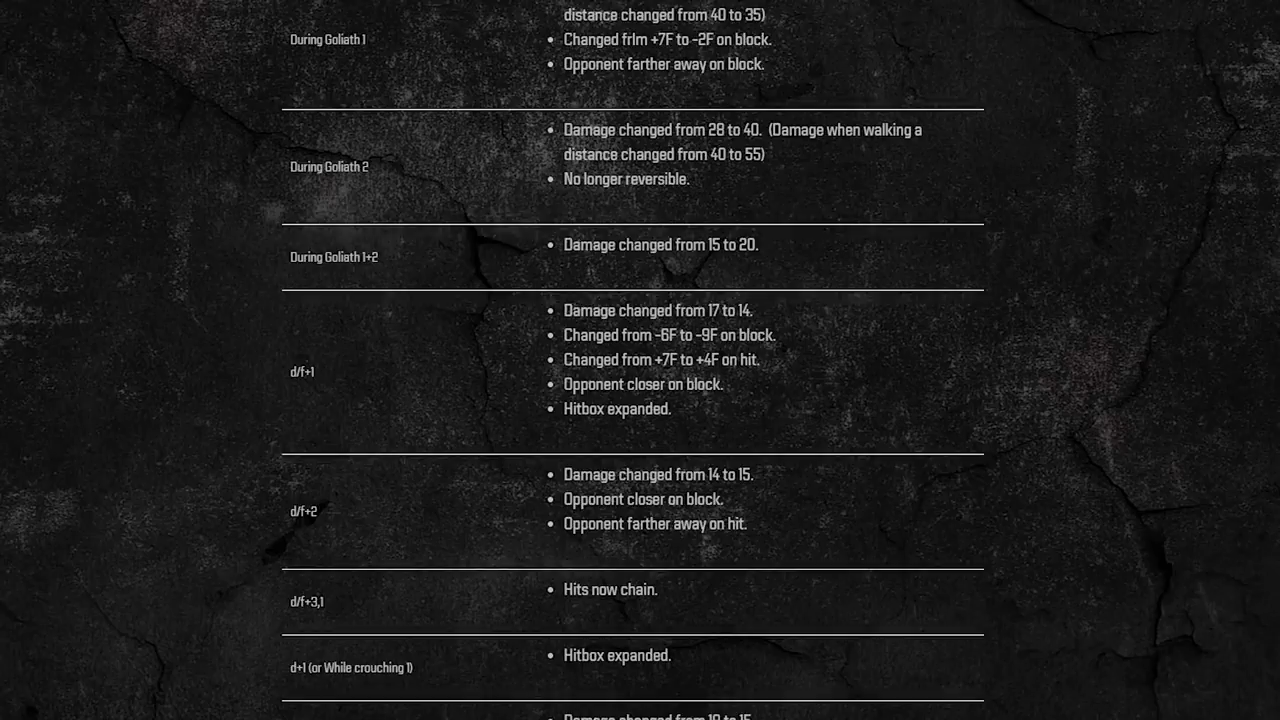 distance changed from 40 to 35)
During Goliath 1
Changed frlm +7F to -2F on block.
Opponent farther away on block.
Damage changed from 28 to 40. (Damage when walking a
distance changed from 40 to 55)
During Goliath 2
No longer reversible.
Damage changed from 15 to 20.
During Goliath 1+2
Damage changed from 17 to 14.
Changed from -6F to -9F on block.
Changed from +7F to +4F on hit.
d/f+1
Opponent closer on block.
Hitbox expanded.
Damage changed from 14 to 15.
Opponent closer on block.
d/f+2
Opponent farther away on hit.
Hits now chain.
d/f+3,1
Hitbox expanded.
d+1 (or While crouching 1)